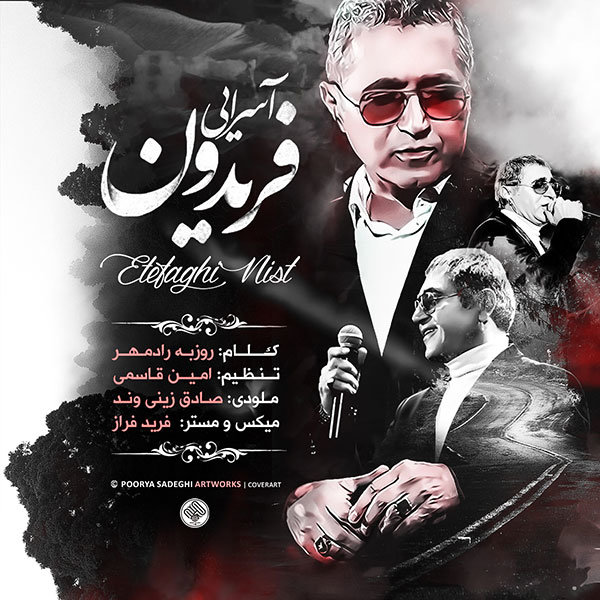 فریدون آسرایی
Etefaghi Nist
کلام: روزبه رادمهر
تنظیم: امین قاسمی
ملودی: صادق زینی وند
میکس و مستر: فرید فراز
© POORYA SADEGHI ARTWORKS | COVERART